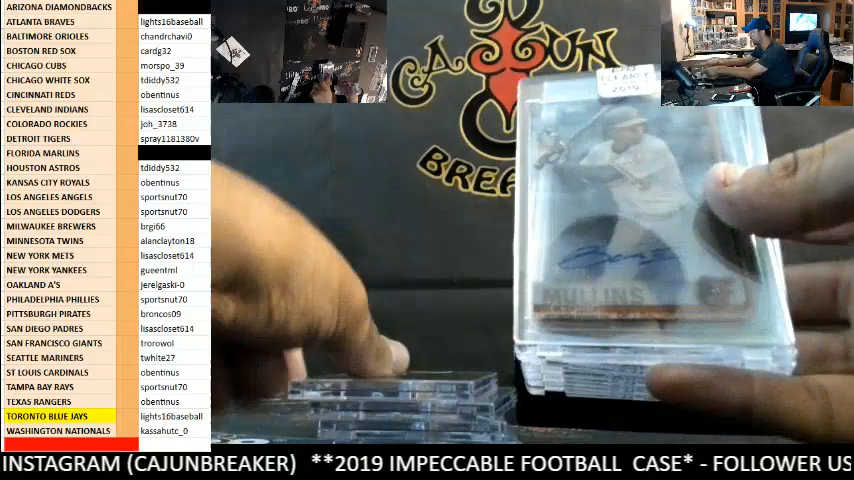 ARIZONA DIAMONDBACKS
ATLANTA BRAVES lights16baseball
BALTIMORE ORIOLES chandrchavi0
BOSTON RED SOX cardg32
CHICAGO CUBS morspo_39
CHICAGO WHITE SOX tdiddy532
CINCINNATI REDS obentinus
CLEVELAND INDIANS lisascloset614
COLORADO ROCKIES joh_3738
DETROIT TIGERS spray1181380v
FLORIDA MARLINS
HOUSTON ASTROS tdiddy532
KANSAS CITY ROYALS obentinus
LOS ANGELES ANGELS sportsnut70
LOS ANGELES DODGERS sportsnut70
MILWAUKEE BREWERS brgi66
MINNESOTA TWINS alanclayton18
NEW YORK METS lisascloset614
NEW YORK YANKEES gueentml
OAKLAND A'S jerelgaski-0
PHILADELPHIA PHILLIES sportsnut70
PITTSBURGH PIRATES broncos09
SAN DIEGO PADRES lisascloset614
SAN FRANCISCO GIANTS trorowol
SEATTLE MARINERS twhite27
ST LOUIS CARDINALS obentinus
TAMPA BAY RAYS sportsnut70
TEXAS RANGERS obentinus
TORONTO BLUE JAYS lights16baseball
WASHINGTON NATIONALS kassahutc_0
CAJUN
BREA
2019
MULLINS
INSTAGRAM (CAJUNBREAKER) **2019 IMPECCABLE FOOTBALL CASE* - FOLLOWER US